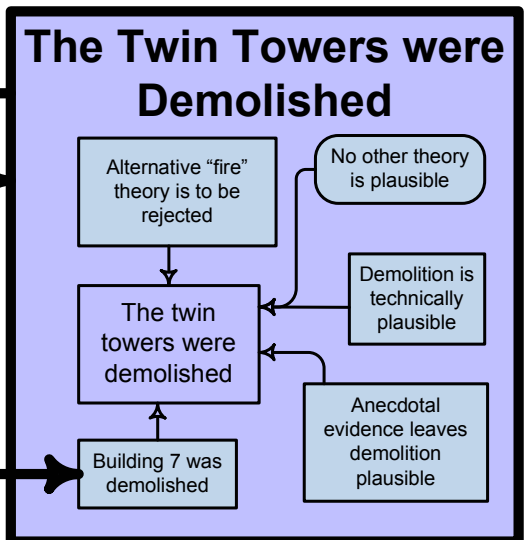 The Twin Towers were
Demolished
Alternative “fire”
theory is to be
rejected
No other theory
is plausible
Demolition is
technically
plausible
The twin
towers were
demolished
Anecdotal
evidence leaves
demolition
plausible
Building 7 was
demolished